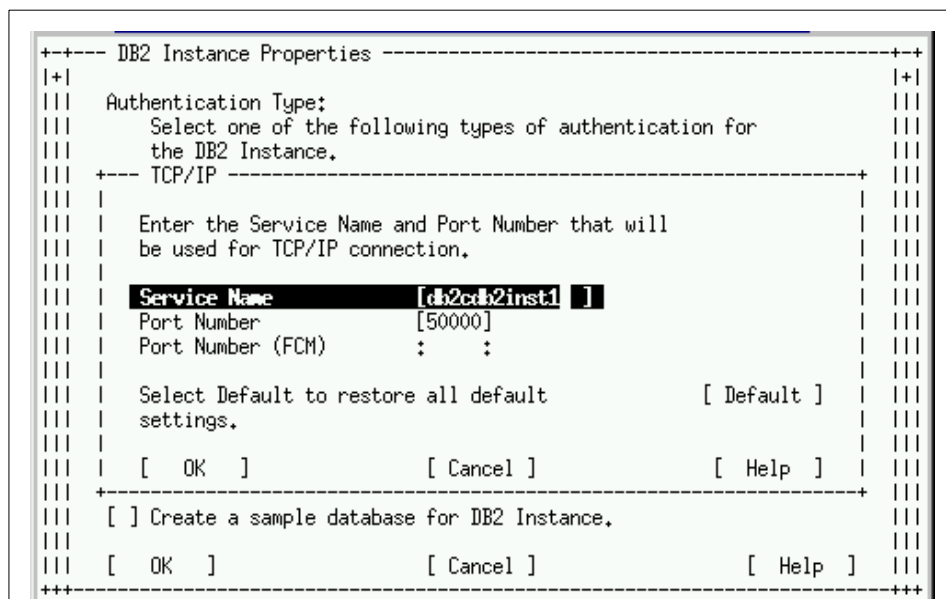 DB2 Instance Properties
Authentication Type:
Select one of the following types of authentication for
the DB2 Instance.
TCP/IP
Enter the Service Name and Port Number that will
be used for TCP/IP connection.
Service Name [db2cdb2inst1 ]
Port Number [50000]
Port Number (FCM) : :
Select Default to restore all default [ Default ]
settings.
[ OK ] [ Cancel ] [ Help ]
[ ] Create a sample database for DB2 Instance.
[ OK ] [ Cancel ] [ Help ]